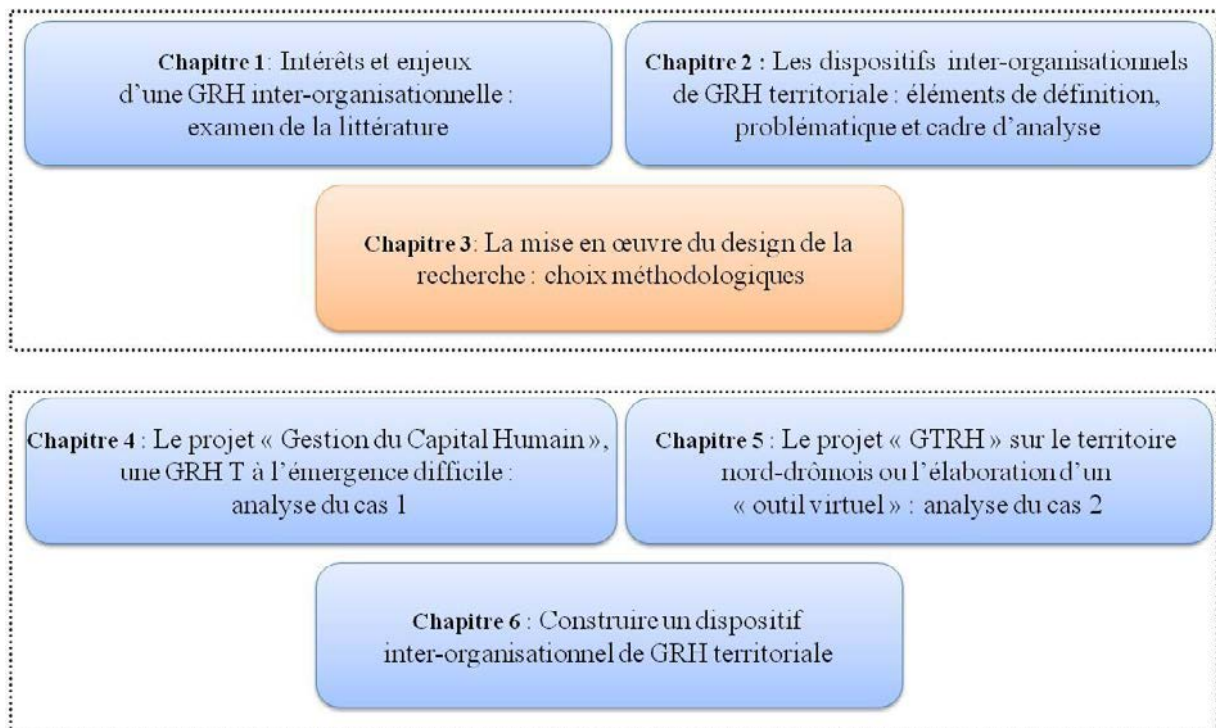 Chapitre 1: Intérêts et enjeux
d'une GRH inter-organisationnelle :
examen de la littérature
Chapitre 2 : Les dispositifs inter-organisationnels
de GRH territoriale : éléments de définition,
problématique et cadre d'analyse
Chapitre 3: La mise en œuvre du design de la
recherche : choix méthodologiques
Chapitre 4 : Le projet « Gestion du Capital Humain »,
une GRH T à l'émergence difficile :
analyse du cas 1
Chapitre 5 : Le projet « GTRH » sur le territoire
nord-drômois ou l'élaboration d'un
« outil virtuel » : analyse du cas 2
Chapitre 6 : Construire un dispositif
inter-organisationnel de GRH territoriale